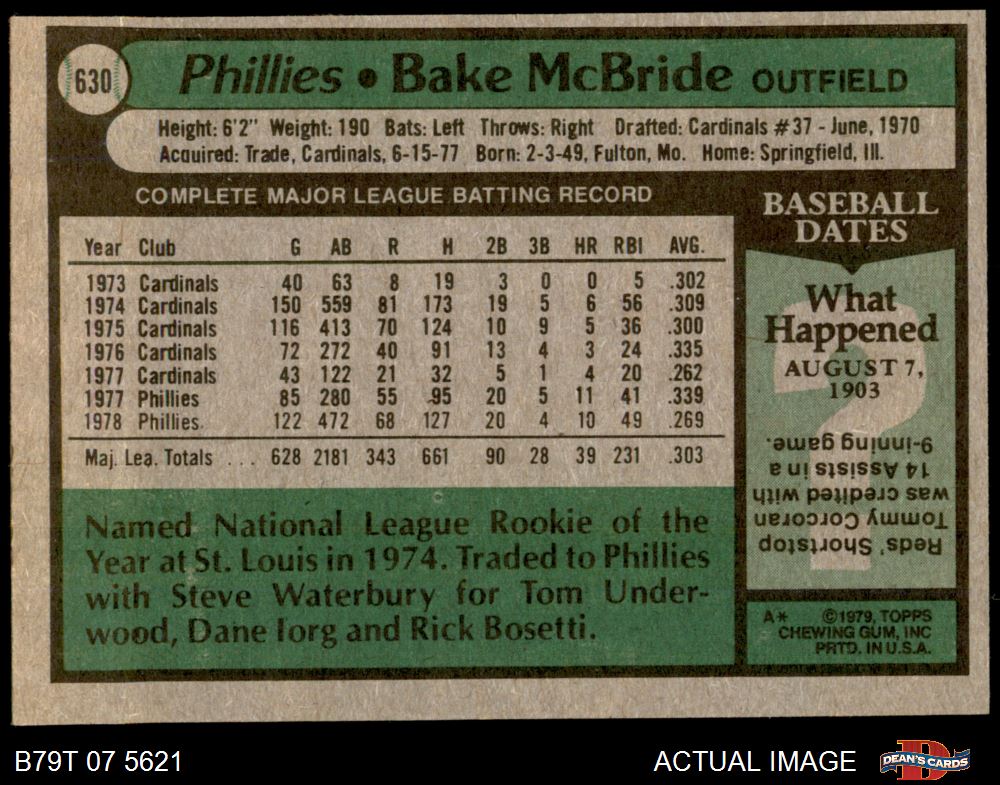 630
Phillies • Bake McBride OUTFIELD
Height: 6'2" Weight: 190 Bats: Left Throws: Right Drafted: Cardinals #37 - June, 1970
Acquired: Trade, Cardinals, 6-15-77 Born: 2-3-49, Fulton, Mo. Home: Springfield, Ill.
COMPLETE MAJOR LEAGUE BATTING RECORD
Year Club G AB R H 2B 3B HR RBI AVG.
1973 Cardinals 40 63 8 19 3 0 0 5 .302
1974 Cardinals 150 559 81 173 19 5 6 56 .309
1975 Cardinals 116 413 70 124 10 9 5 36 .300
1976 Cardinals 72 272 40 91 13 4 3 24 .335
1977 Cardinals 43 122 21 32 5 1 4 20 .262
1977 Phillies 85 280 55 95 20 5 11 41 .339
1978 Phillies. 122 472 68 127 20 4 10 49 .269
Maj. Lea. Totals ... 628 2181 343 661 90 28 39 231 .303
Named National League Rookie of the
Year at St. Louis in 1974. Traded to Phillies
with Steve Waterbury for Tom Under-
wood, Dane Iorg and Rick Bosetti.
BASEBALL
DATES
What
Happened
AUGUST 7,
1903
Reds' Shortstop
Tommy Corcoran
was credited with
14 Assists in a
9-inning game.
A* ©1979, TOPPS
CHEWING GUM, INC
PRTD. IN U.S.A.
B79T 07 5621
ACTUAL IMAGE
D
DEAN'S CARDS